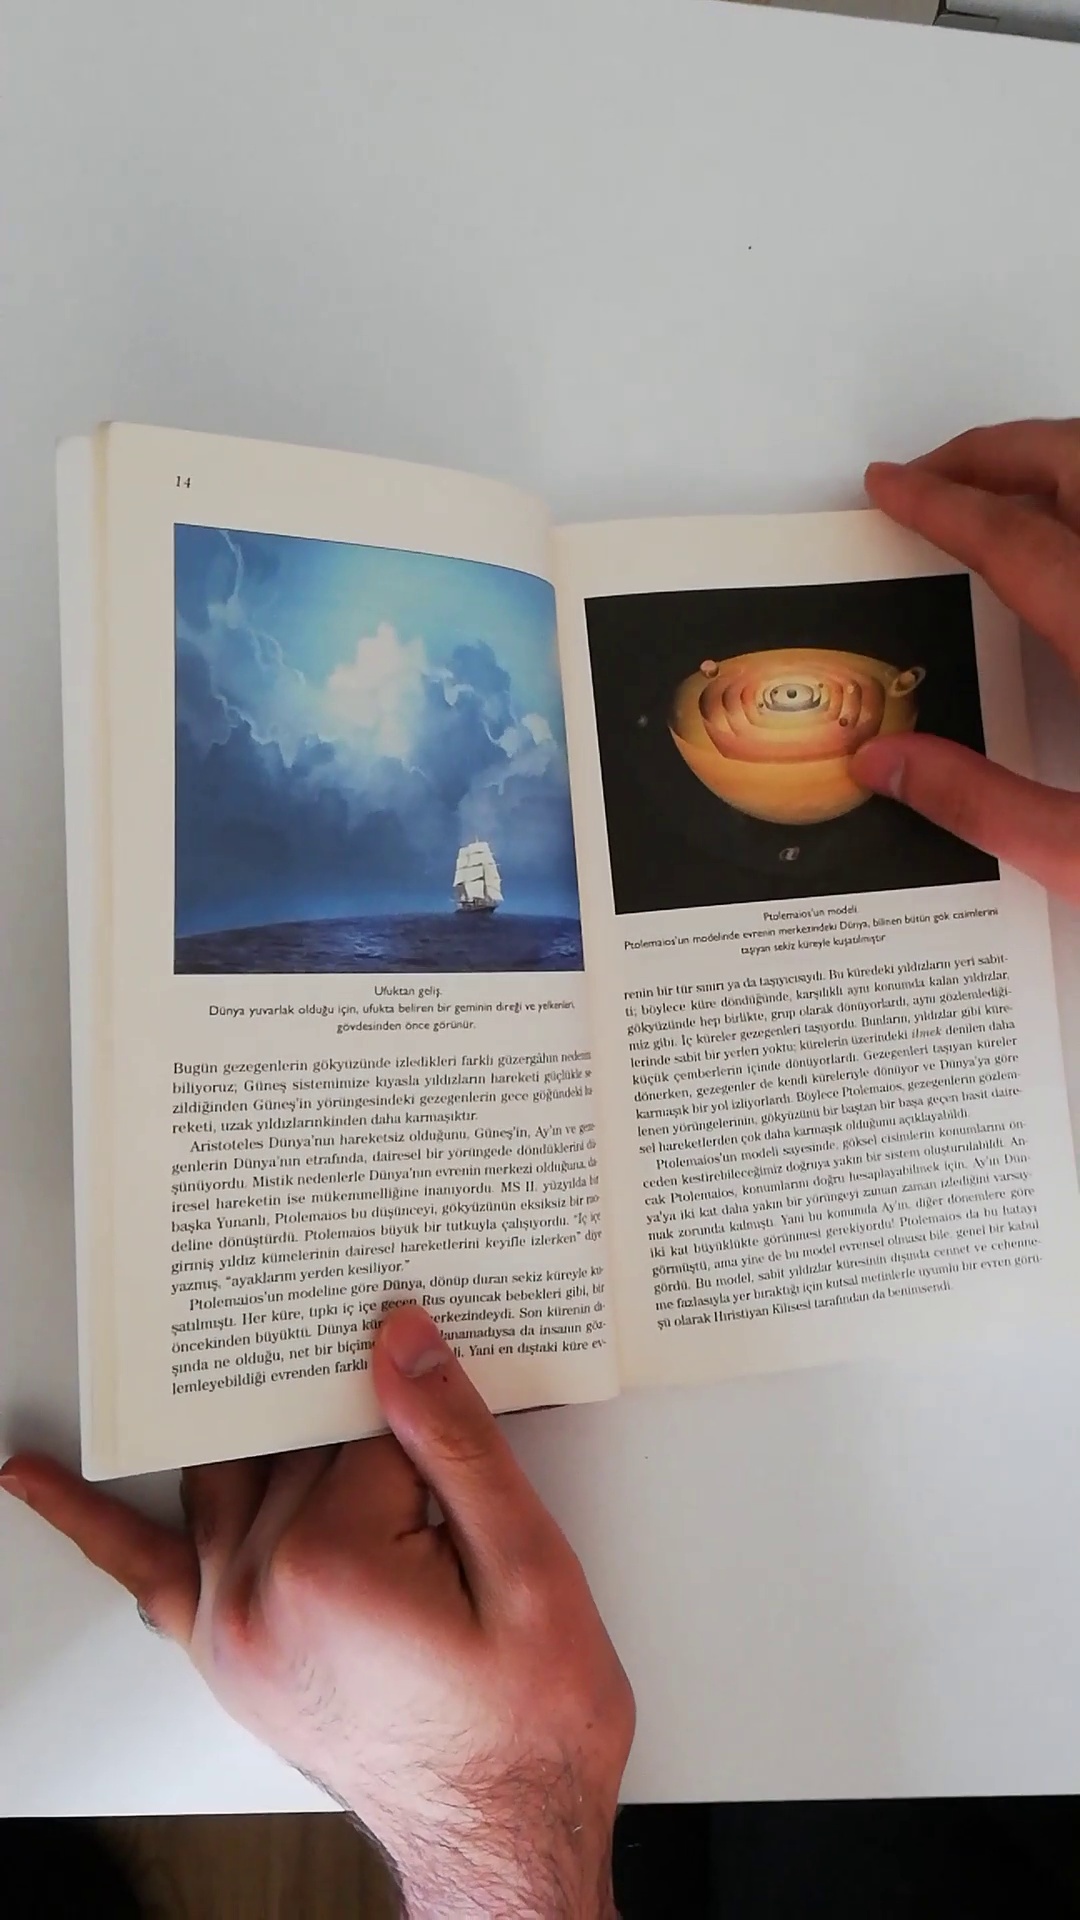 14
Ufuktan geliş.
Dünya yuvarlak olduğu için, ufukta beliren bir geminin direği ve yelkenleri,
gövdesinden önce görünür.
Bugün gezegenlerin gökyüzünde izledikleri farklı güzergâhın nedenini
biliyoruz; Güneş sistemimize kıyasla yıldızların hareketi güçlükle se-
zildiğinden Güneş'in yörüngesindeki gezegenlerin gece göğündeki ha-
reketi, uzak yıldızlarınkinden daha karmaşıktır.
Aristoteles Dünya'nın hareketsiz olduğunu, Güneş'in, Ay'ın ve geze-
genlerin Dünya'nın etrafında, dairesel bir yörüngede döndüklerini dü-
şünüyordu. Mistik nedenlerle Dünya'nın evrenin merkezi olduğuna, da-
iresel hareketin ise mükemmelliğine inanıyordu. MS II. yüzyılda bir
başka Yunanlı, Ptolemaios bu düşünceyi, gökyüzünün eksiksiz bir mo-
deline dönüştürdü. Ptolemaios büyük bir tutkuyla çalışıyordu. "İç içe
girmiş yıldız kümelerinin dairesel hareketlerini keyifle izlerken" diye
yazmış, "ayaklarım yerden kesiliyor."
Ptolemaios'un modeline göre Dünya, dönüp duran sekiz küreyle ku-
şatılmıştı. Her küre, tıpkı iç içe geçen Rus oyuncak bebekleri gibi, bir
öncekinden büyüktü. Dünya merkezindeydi. Son kürenin dı-
şında ne olduğu, net bir da insanın göz-
lemleyebildiği evrenden farklı Yani en dıştaki küre ev-
Ptolemaios'un modeli
Ptolemaios'un modelinde evrenin merkezindeki Dünya, bilinen bütün gök cisimlerini
taşıyan sekiz küreyle kuşatılmıştır
renin bir tür sınırı ya da taşıyıcısıydı. Bu küredeki yıldızların yeri sabit-
ti; böylece küre döndüğünde, karşılıklı aynı konumda kalan yıldızlar,
gökyüzünde hep birlikte, grup olarak dönüyorlardı, aynı gözlemlediği-
miz gibi. İç küreler gezegenleri taşıyordu. Bunların, yıldızlar gibi küre-
lerinde sabit bir yerleri yoktu; kürelerin üzerindeki ilmek denilen daha
küçük çemberlerin içinde dönüyorlardı. Gezegenleri taşıyan küreler
dönerken, gezegenler de kendi küreleriyle dönüyor ve Dünya'ya göre
karmaşık bir yol izliyorlardı. Böylece Ptolemaios, gezegenlerin gözlem-
lenen yörüngelerinin, gökyüzünü bir baştan bir başa geçen basit daire-
sel hareketlerden çok daha karmaşık olduğunu açıklayabildi.
Ptolemaios'un modeli sayesinde, göksel cisimlerin konumlarını ön-
ceden kestirebileceğimiz doğruya yakın bir sistem oluşturulabildi. An-
cak Ptolemaios, konumlarını doğru hesaplayabilmek için, Ay'ın Dün-
ya'ya iki kat daha yakın bir yörüngeyi zaman zaman izlediğini varsay-
mak zorunda kalmıştı. Yani bu konumda Ay'ın, diğer dönemlere göre
iki kat büyüklükte görünmesi gerekiyordu! Ptolemaios da bu hatayı
görmüştü, ama yine de bu model evrensel olmasa bile, genel bir kabul
gördü. Bu model, sabit yıldızlar küresinin dışında cennet ve cehenne-
me fazlasıyla yer bıraktığı için kutsal metinlerle uyumlu bir evren görü-
şü olarak Hıristiyan Kilisesi tarafından da benimsendi.